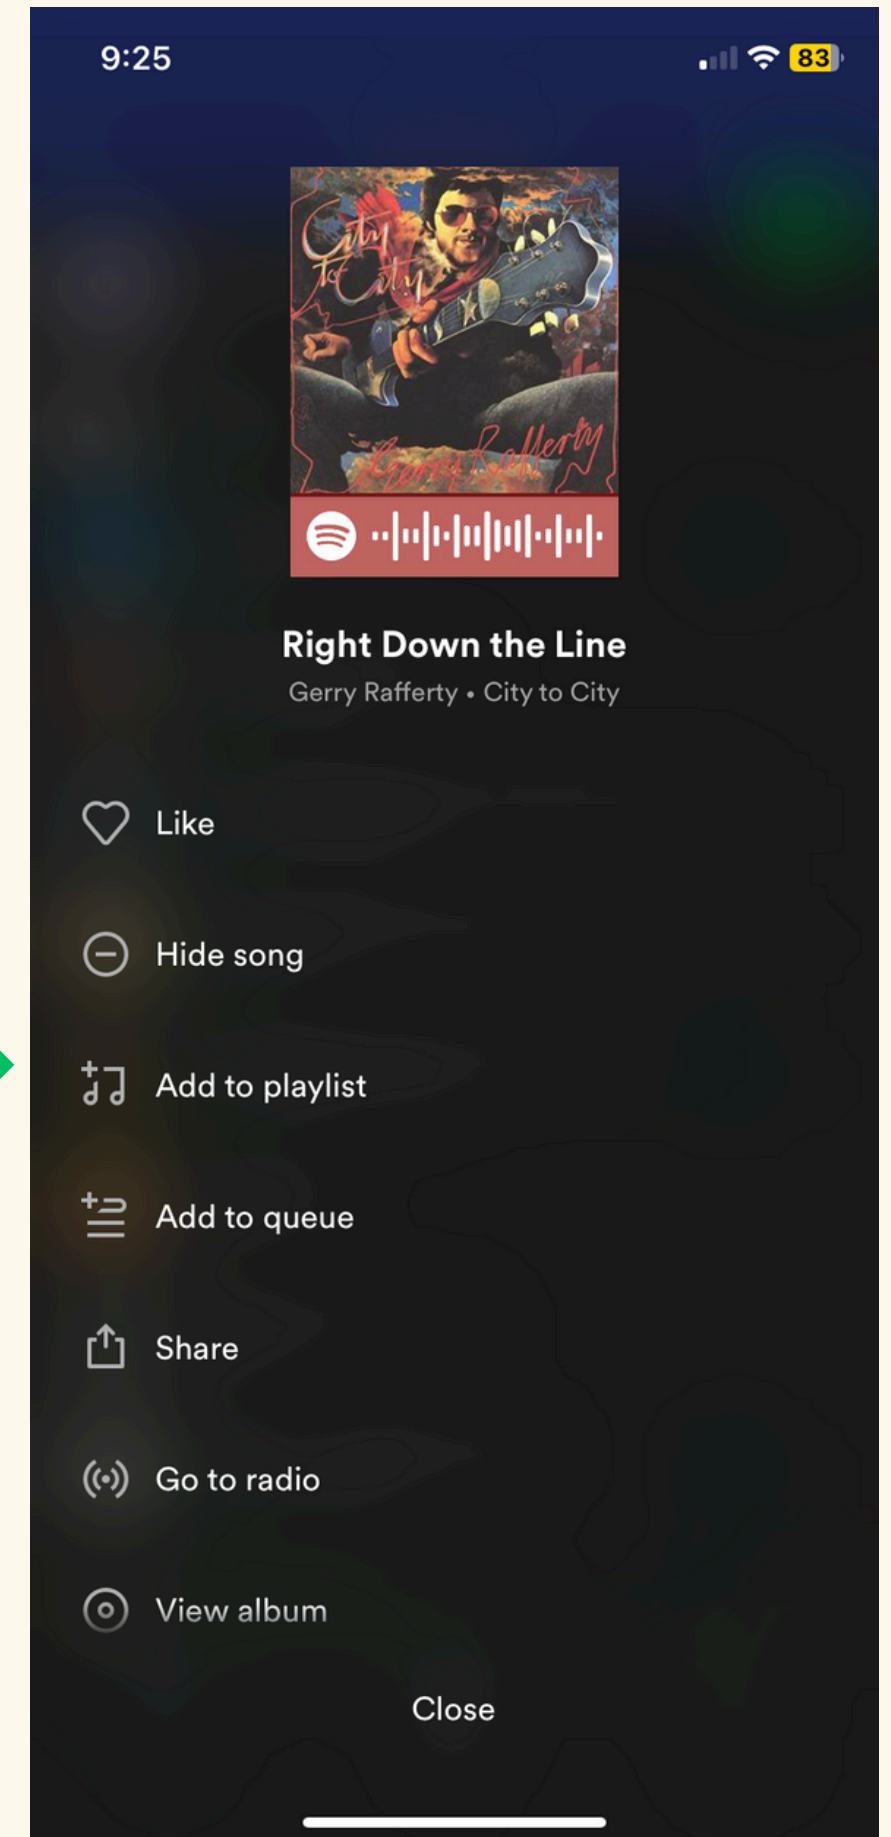 9:25
83
City
to City
Gerry Rafferty
Right Down the Line
Gerry Rafferty • City to City
Like
Hide song
Add to playlist
Add to queue
Share
Go to radio
View album
Close